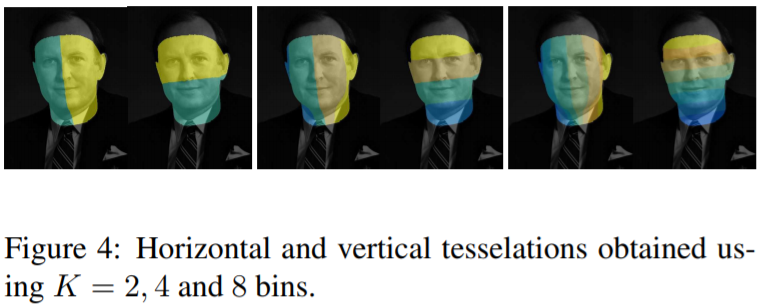 Figure 4: Horizontal and vertical tesselations obtained us-
ing K = 2, 4 and 8 bins.